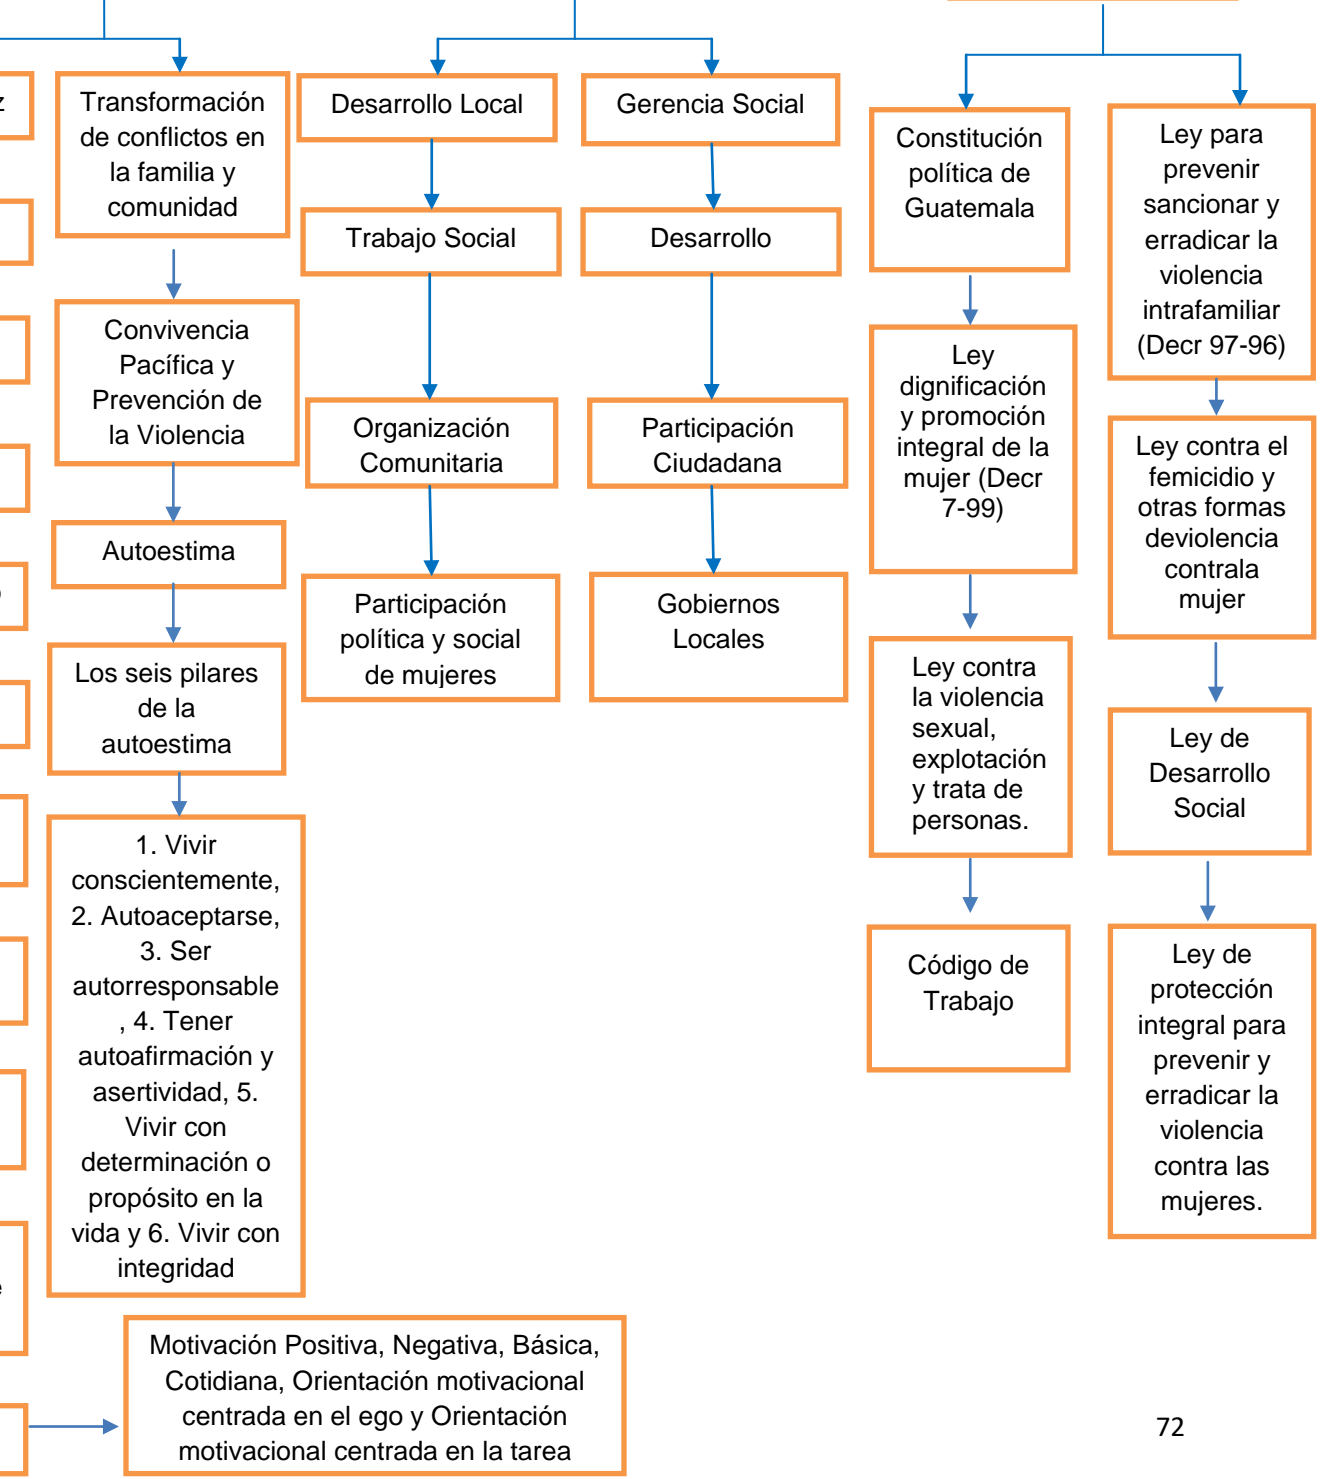 z
Transformación
de conflictos en
la familia y
comunidad
Convivencia
Pacífica y
Prevención de
la Violencia
Autoestima
Los seis pilares
de la
autoestima
1. Vivir
conscientemente,
2. Autoaceptarse,
3. Ser
autorresponsable
, 4. Tener
autoafirmación y
asertividad, 5.
Vivir con
determinación o
propósito en la
vida y 6. Vivir con
integridad
Motivación Positiva, Negativa, Básica,
Cotidiana, Orientación motivacional
centrada en el ego y Orientación
motivacional centrada en la tarea
Desarrollo Local
Trabajo Social
Organización
Comunitaria
Participación
política y social
de mujeres
Gerencia Social
Desarrollo
Participación
Ciudadana
Gobiernos
Locales
Constitución
política de
Guatemala
Ley
dignificación
y promoción
integral de la
mujer (Decr
7-99)
Ley contra
la violencia
sexual,
explotación
y trata de
personas.
Código de
Trabajo
Ley para
prevenir
sancionar y
erradicar la
violencia
intrafamiliar
(Decr 97-96)
Ley contra el
femicidio y
otras formas
deviolencia
contrala
mujer
Ley de
Desarrollo
Social
Ley de
protección
integral para
prevenir y
erradicar la
violencia
contra las
mujeres.
72